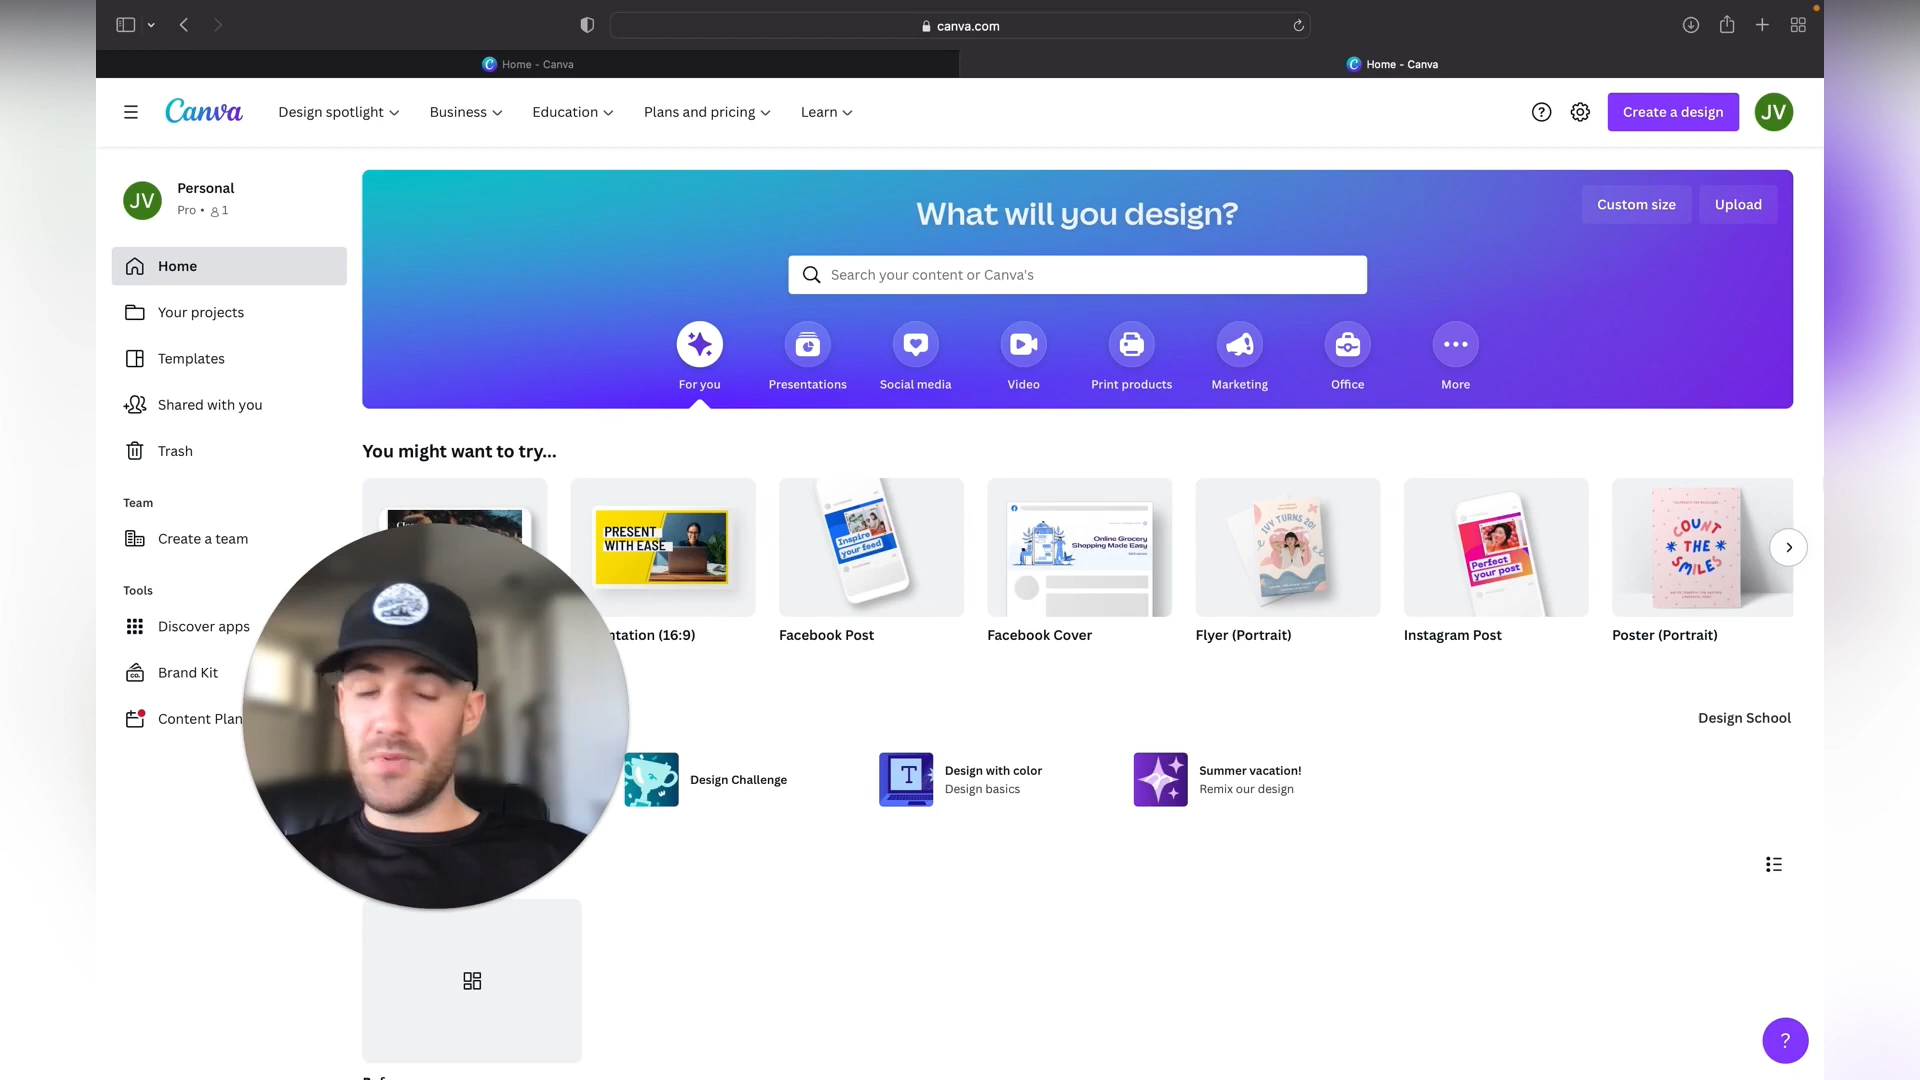 canva.com
Home - Canva
Home - Canva
Canva
Design spotlight
Business
Education
Plans and pricing
Learn
Create a design
JV
JV
Personal
Pro • 1
Home
Your projects
Templates
Shared with you
Trash
Team
Create a team
Tools
Discover apps
Brand Kit
Content Plan
What will you design?
Custom size
Upload
Search your content or Canva's
For you
Presentations
Social media
Video
Print products
Marketing
Office
More
You might want to try...
PRESENT
WITH EASE
Inspire
your feed
Online Grocery
Shopping Made Easy
IVY TURNS 20!
Perfect
your post
COUNT
THE
SMILES
ntation (16:9)
Facebook Post
Facebook Cover
Flyer (Portrait)
Instagram Post
Poster (Portrait)
Design School
Design Challenge
T
Design with color
Design basics
Summer vacation!
Remix our design
?